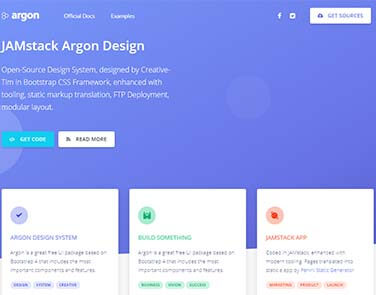 argon
Official Docs
Examples
GET SOURCES
JAMstack Argon Design
Open-Source Design System, designed by Creative-
Tim in Bootstrap CSS Framework, enhanced with
tooling, static markup translation, FTP Deployment,
modular layout.
GET CODE
READ MORE
ARGON DESIGN SYSTEM
Argon is a great free UI package based on
Bootstrap 4 that includes the most
important components and features.
DESIGN
SYSTEM
CREATIVE
BUILD SOMETHING
Argon is a great free UI package based on
Bootstrap 4 that includes the most
important components and features.
BUSINESS
VISION
SUCCESS
JAMSTACK APP
Coded in JAMstack, enhanced with
modern tooling. Pages translated into
static app by Panini Static Generator
MARKETING
PRODUCT
LAUNCH